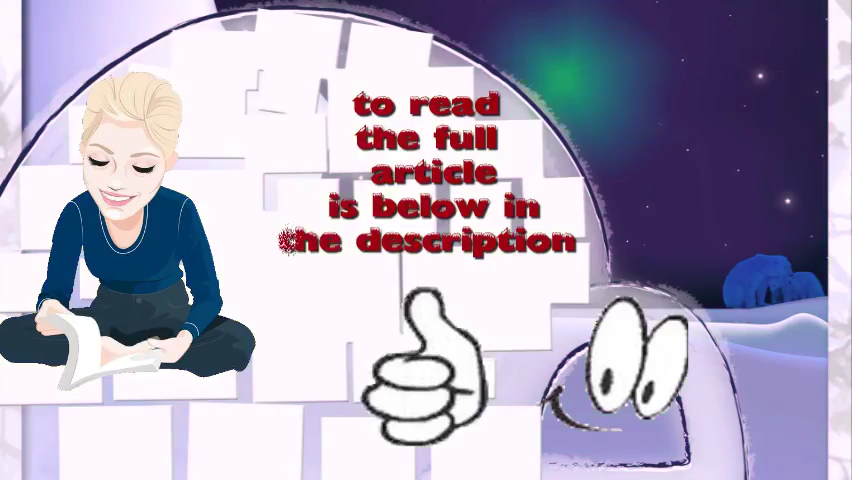 to read
the full
article
is below in
the description